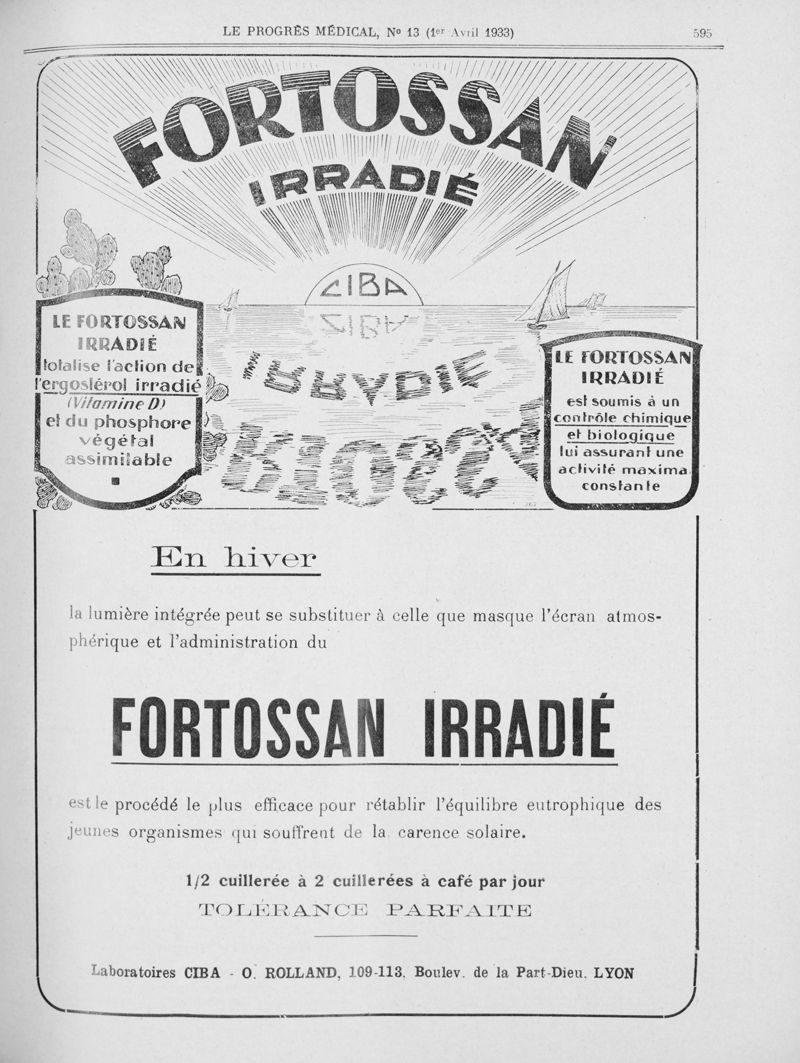 LE PROGRÈS MÉDICAL, Nº 13 (1er Avril 1933) 595
FORTOSSAN
IRRADIÉ
CIBA
CIBA
IRRADIE
LE FORTOSSAN
IRRADIÉ
totalise l'action de
l'ergostérol irradié
(Vitamine D)
et du phosphore
végétal
assimilable
LE FORTOSSAN
IRRADIÉ
est soumis à un
contrôle chimique
et biologique
lui assurant une
activité maxima
constante
En hiver
la lumière intégrée peut se substituer à celle que masque l'écran atmos-
phérique et l'administration du
FORTOSSAN IRRADIÉ
est le procédé le plus efficace pour rétablir l'équilibre eutrophique des
jeunes organismes qui souffrent de la carence solaire.
1/2 cuillerée à 2 cuillerées à café par jour
TOLÉRANCE PARFAITE
Laboratoires CIBA - O. ROLLAND, 109-113, Boulev. de la Part-Dieu, LYON